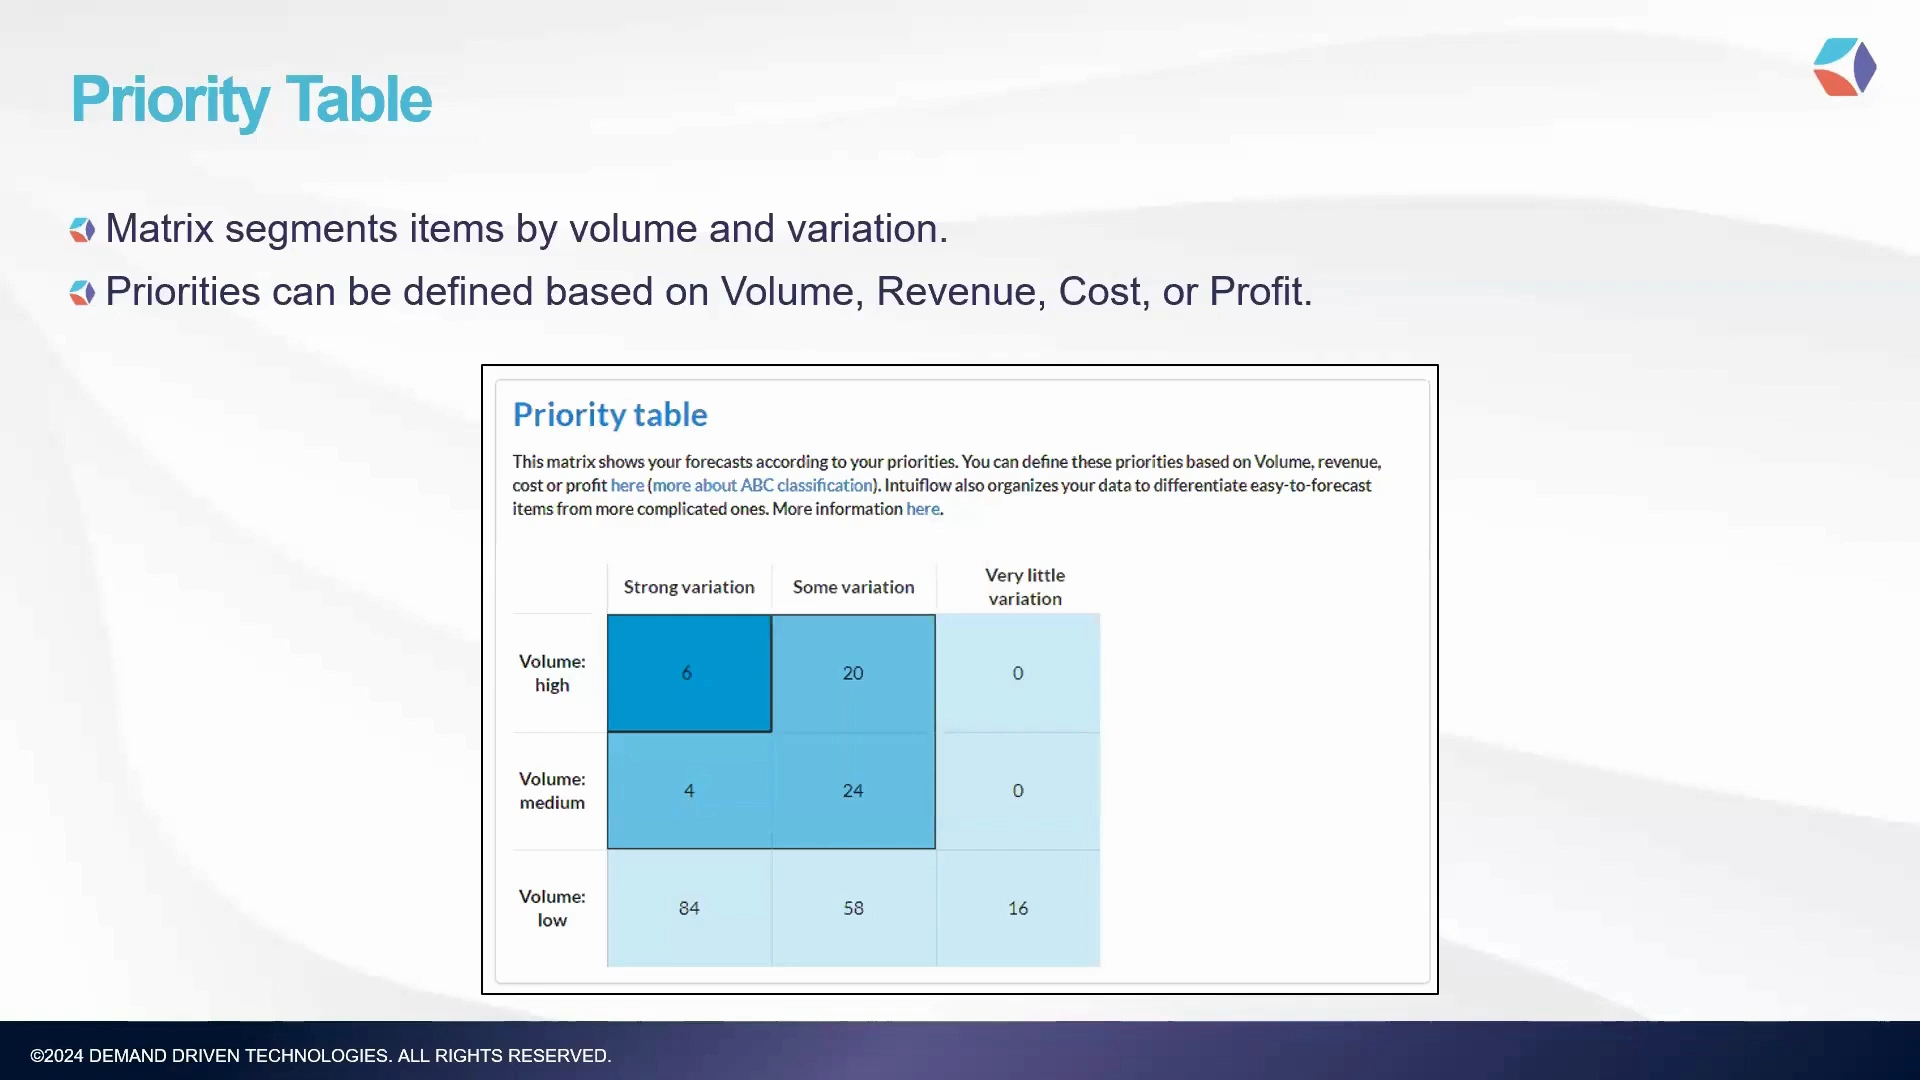 Priority Table
Matrix segments items by volume and variation.
Priorities can be defined based on Volume, Revenue, Cost, or Profit.
Priority table
This matrix shows your forecasts according to your priorities. You can define these priorities based on Volume, revenue,
cost or profit here (more about ABC classification). Intuiflow also organizes your data to differentiate easy-to-forecast
items from more complicated ones. More information here.
Strong variation Some variation Very little
variation
Volume:
high 6 20 0
Volume:
medium 4 24 0
Volume:
low 84 58 16
©2024 DEMAND DRIVEN TECHNOLOGIES. ALL RIGHTS RESERVED.